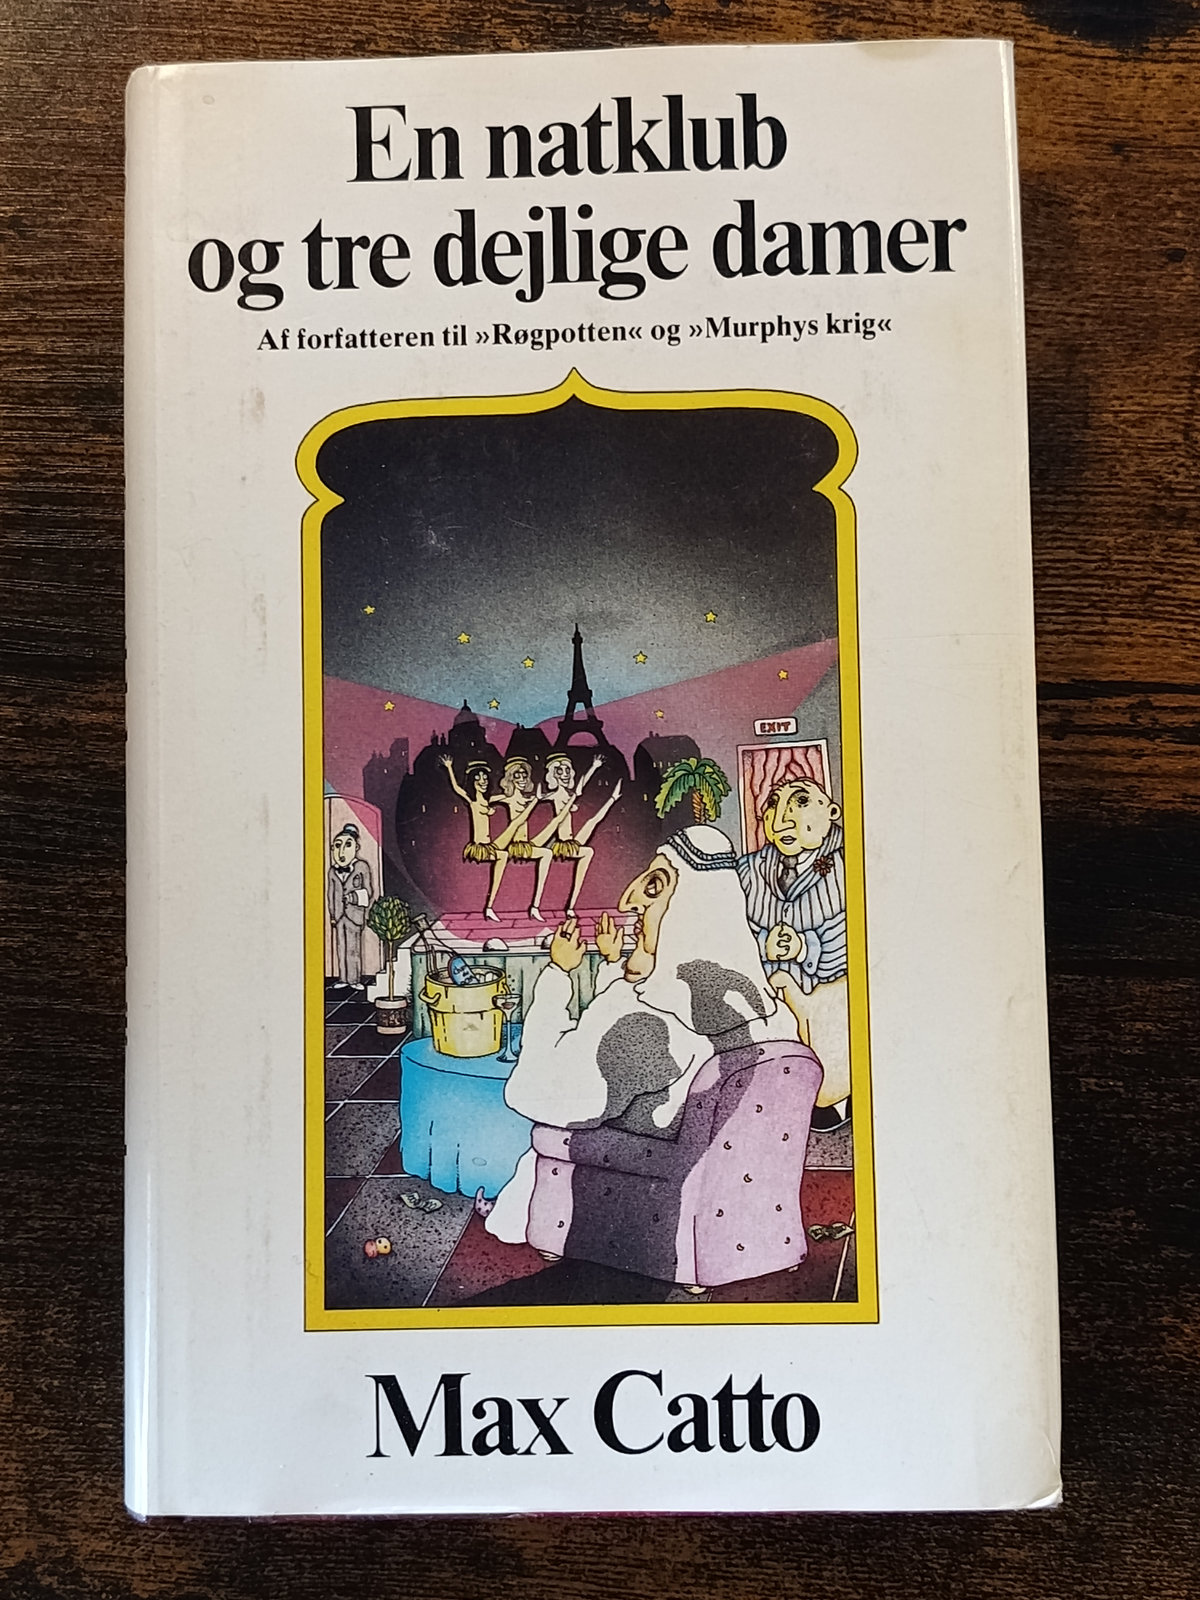 En natklub
og tre dejlige damer
Af forfatteren til »Røgpotten« og »Murphys krig«
EXIT
Max Catto